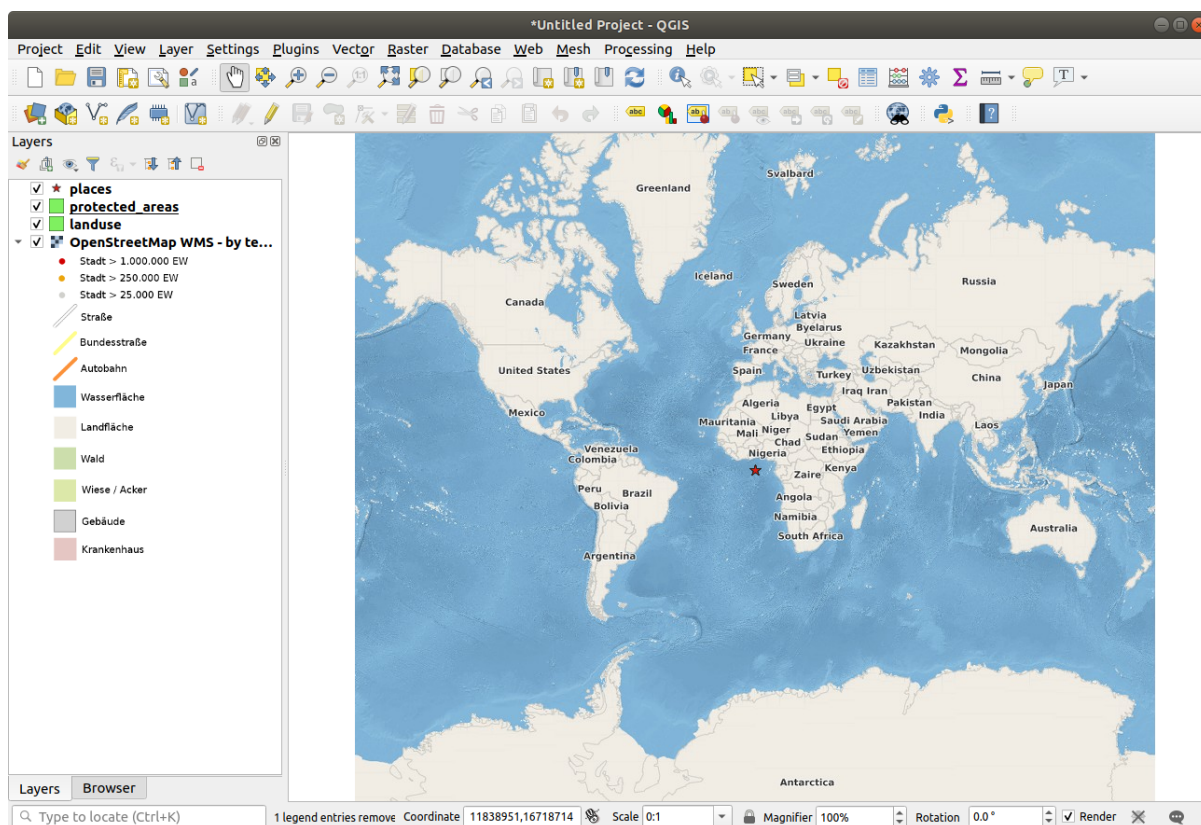 *Untitled Project - QGIS
Project Edit View Layer Settings Plugins Vector Raster Database Web Mesh Processing Help
Layers
places
protected_areas
landuse
OpenStreetMap WMS - by te...
Stadt > 1.000.000 EW
Stadt > 250.000 EW
Stadt > 25.000 EW
Straße
Bundesstraße
Autobahn
Wasserfläche
Landfläche
Wald
Wiese / Acker
Gebäude
Krankenhaus
Greenland
Svalbard
Iceland
Sweden
Russia
Canada
Latvia
Byelarus
Germany
Ukraine
France
Kazakhstan
Mongolia
United States
Spain
Turkey
Uzbekistan
China
Japan
Iraq Iran
Pakistan
Mexico
Algeria
Libya
Egypt
India
Mauritania
Saudi Arabia
Laos
Mali
Niger
Chad
Sudan
Yemen
Venezuela
Nigeria
Ethiopia
Colombia
Zaire
Kenya
Peru
Brazil
Angola
Bolivia
Namibia
Australia
South Africa
Argentina
Antarctica
Layers Browser
Type to locate (Ctrl+K) 1 legend entries remove Coordinate 11838951,16718714 Scale 0:1 Magnifier 100% Rotation 0.0 ° Render